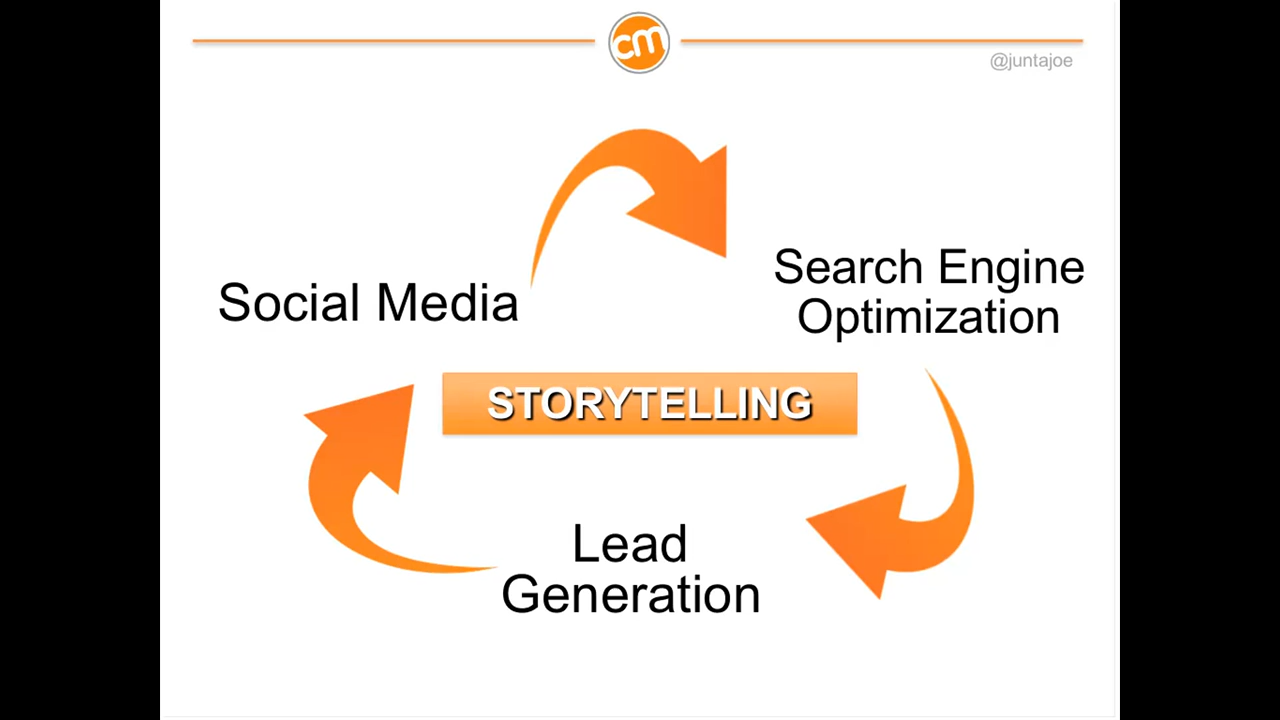 cm
@juntajoe
Social Media
Search Engine
Optimization
STORYTELLING
Lead
Generation